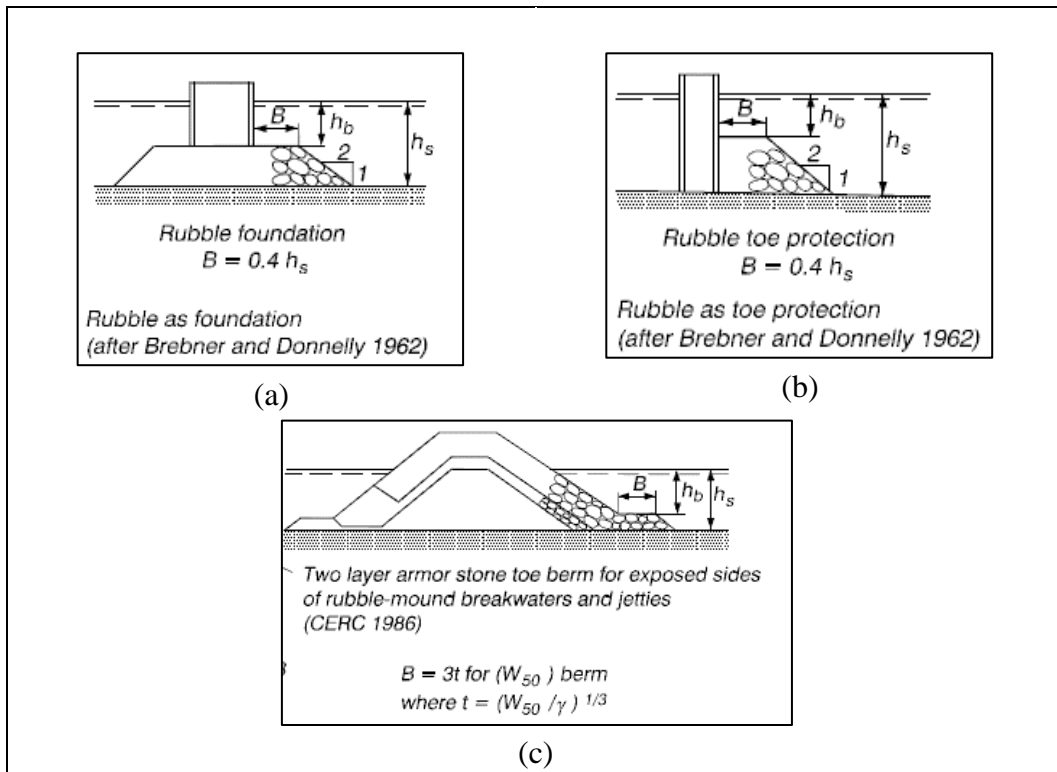 B
h_b
h_s
2
1
Rubble foundation
B = 0.4 h_s
Rubble as foundation
(after Brebner and Donnelly 1962)
(a)
B
h_b
h_s
2
1
Rubble toe protection
B = 0.4 h_s
Rubble as toe protection
(after Brebner and Donnelly 1962)
(b)
B
h_b
h_s
Two layer armor stone toe berm for exposed sides
of rubble-mound breakwaters and jetties
(CERC 1986)
B = 3t for (W_50) berm
where t = (W_50 /γ) ^1/3
(c)